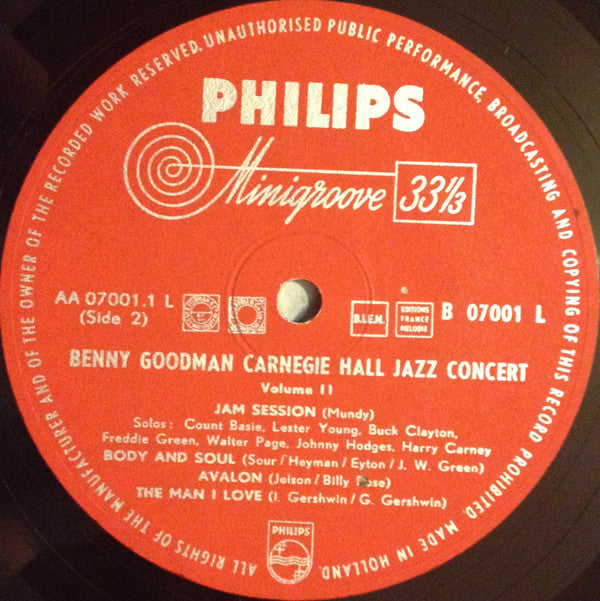 ALL RIGHTS OF THE MANUFACTURER AND OF THE OWNER OF THE RECORDED WORK RESERVED. UNAUTHORISED PUBLIC PERFORMANCE, BROADCASTING AND COPYING OF THIS RECORD PROHIBITED. MADE IN HOLLAND.
PHILIPS
Minigroove 33⅓
AA 07001.1 L
(Side 2)
B.I.E.M.
EDITIONS
FRANCE
MELODIE
B 07001 L
BENNY GOODMAN CARNEGIE HALL JAZZ CONCERT
Volume II
JAM SESSION (Mundy)
Solos: Count Basie, Lester Young, Buck Clayton,
Freddie Green, Walter Page, Johnny Hodges, Harry Carney
BODY AND SOUL (Sour/Heyman/Eyton/J. W. Green)
AVALON (Jolson/Billy Rose)
THE MAN I LOVE (I. Gershwin/G. Gershwin)
PHILIPS